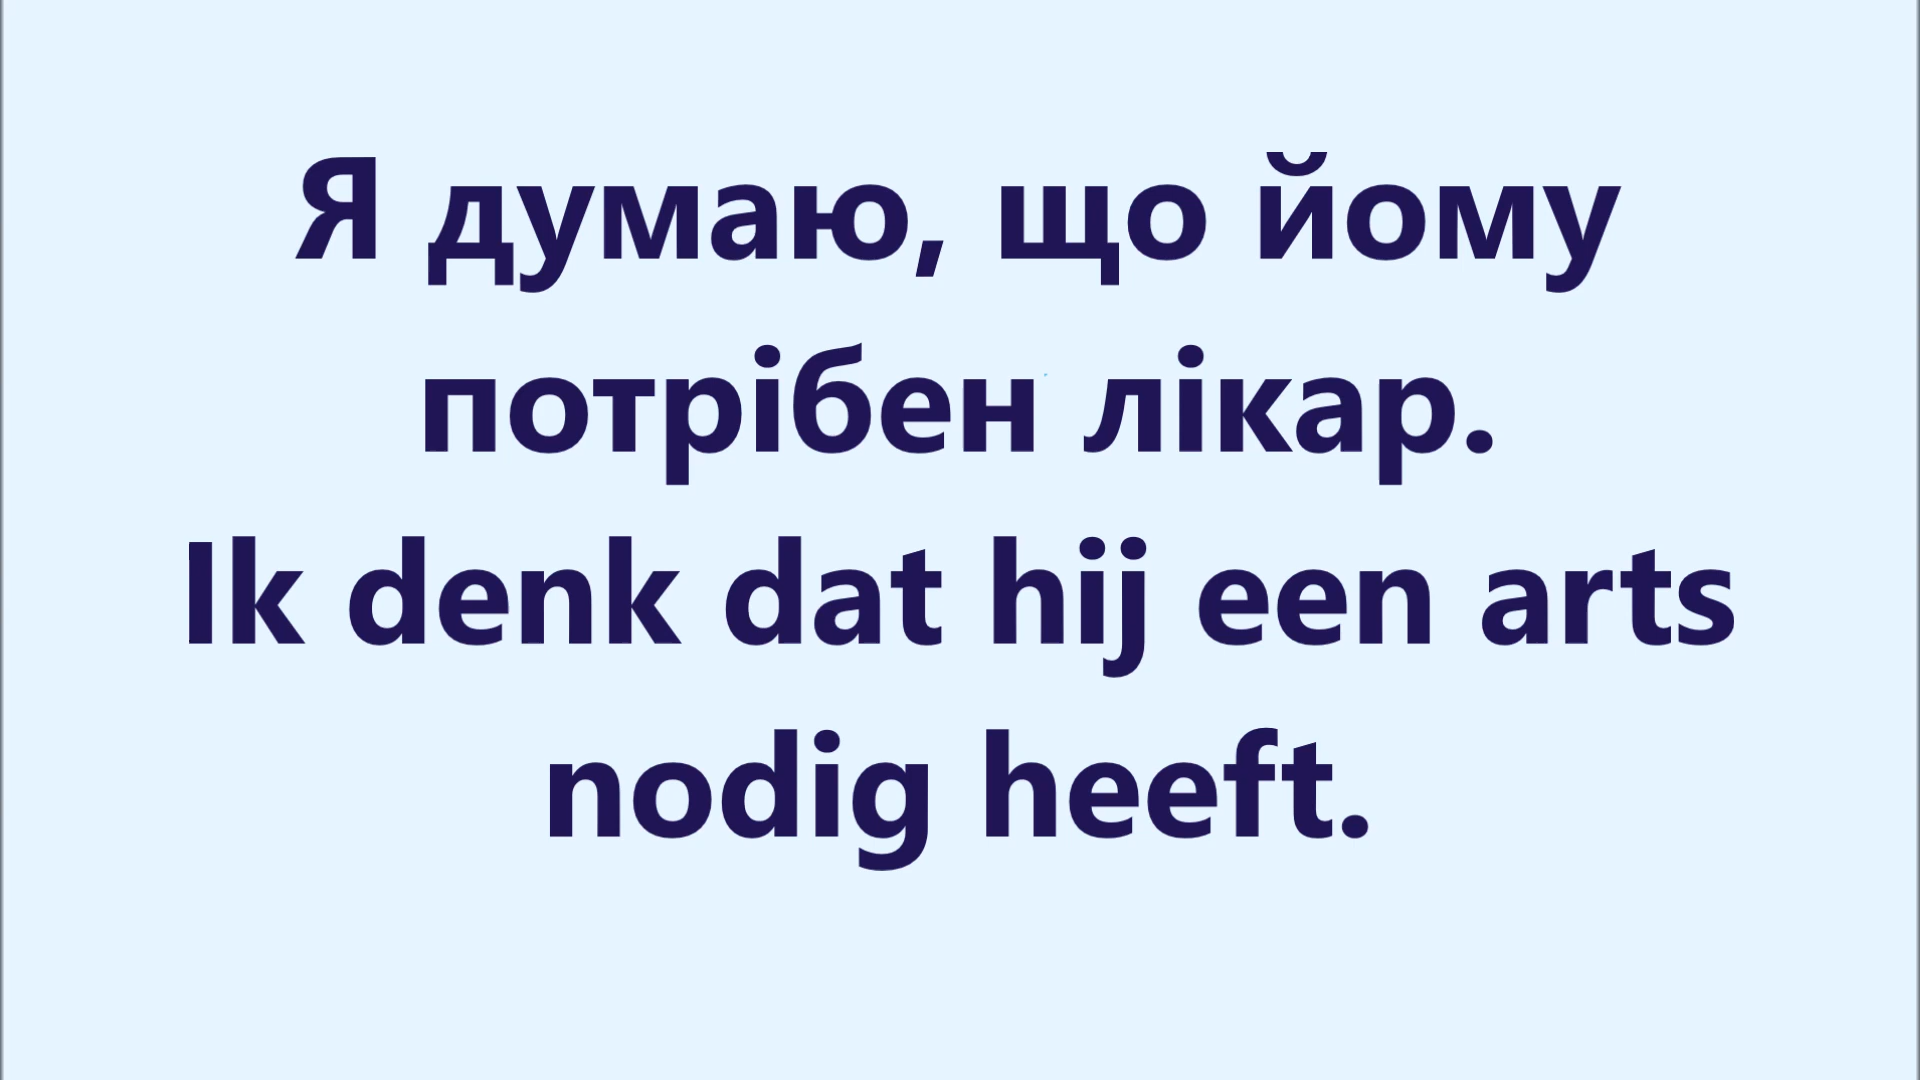 Я думаю, що йому
потрібен лікар.
Ik denk dat hij een arts
nodig heeft.